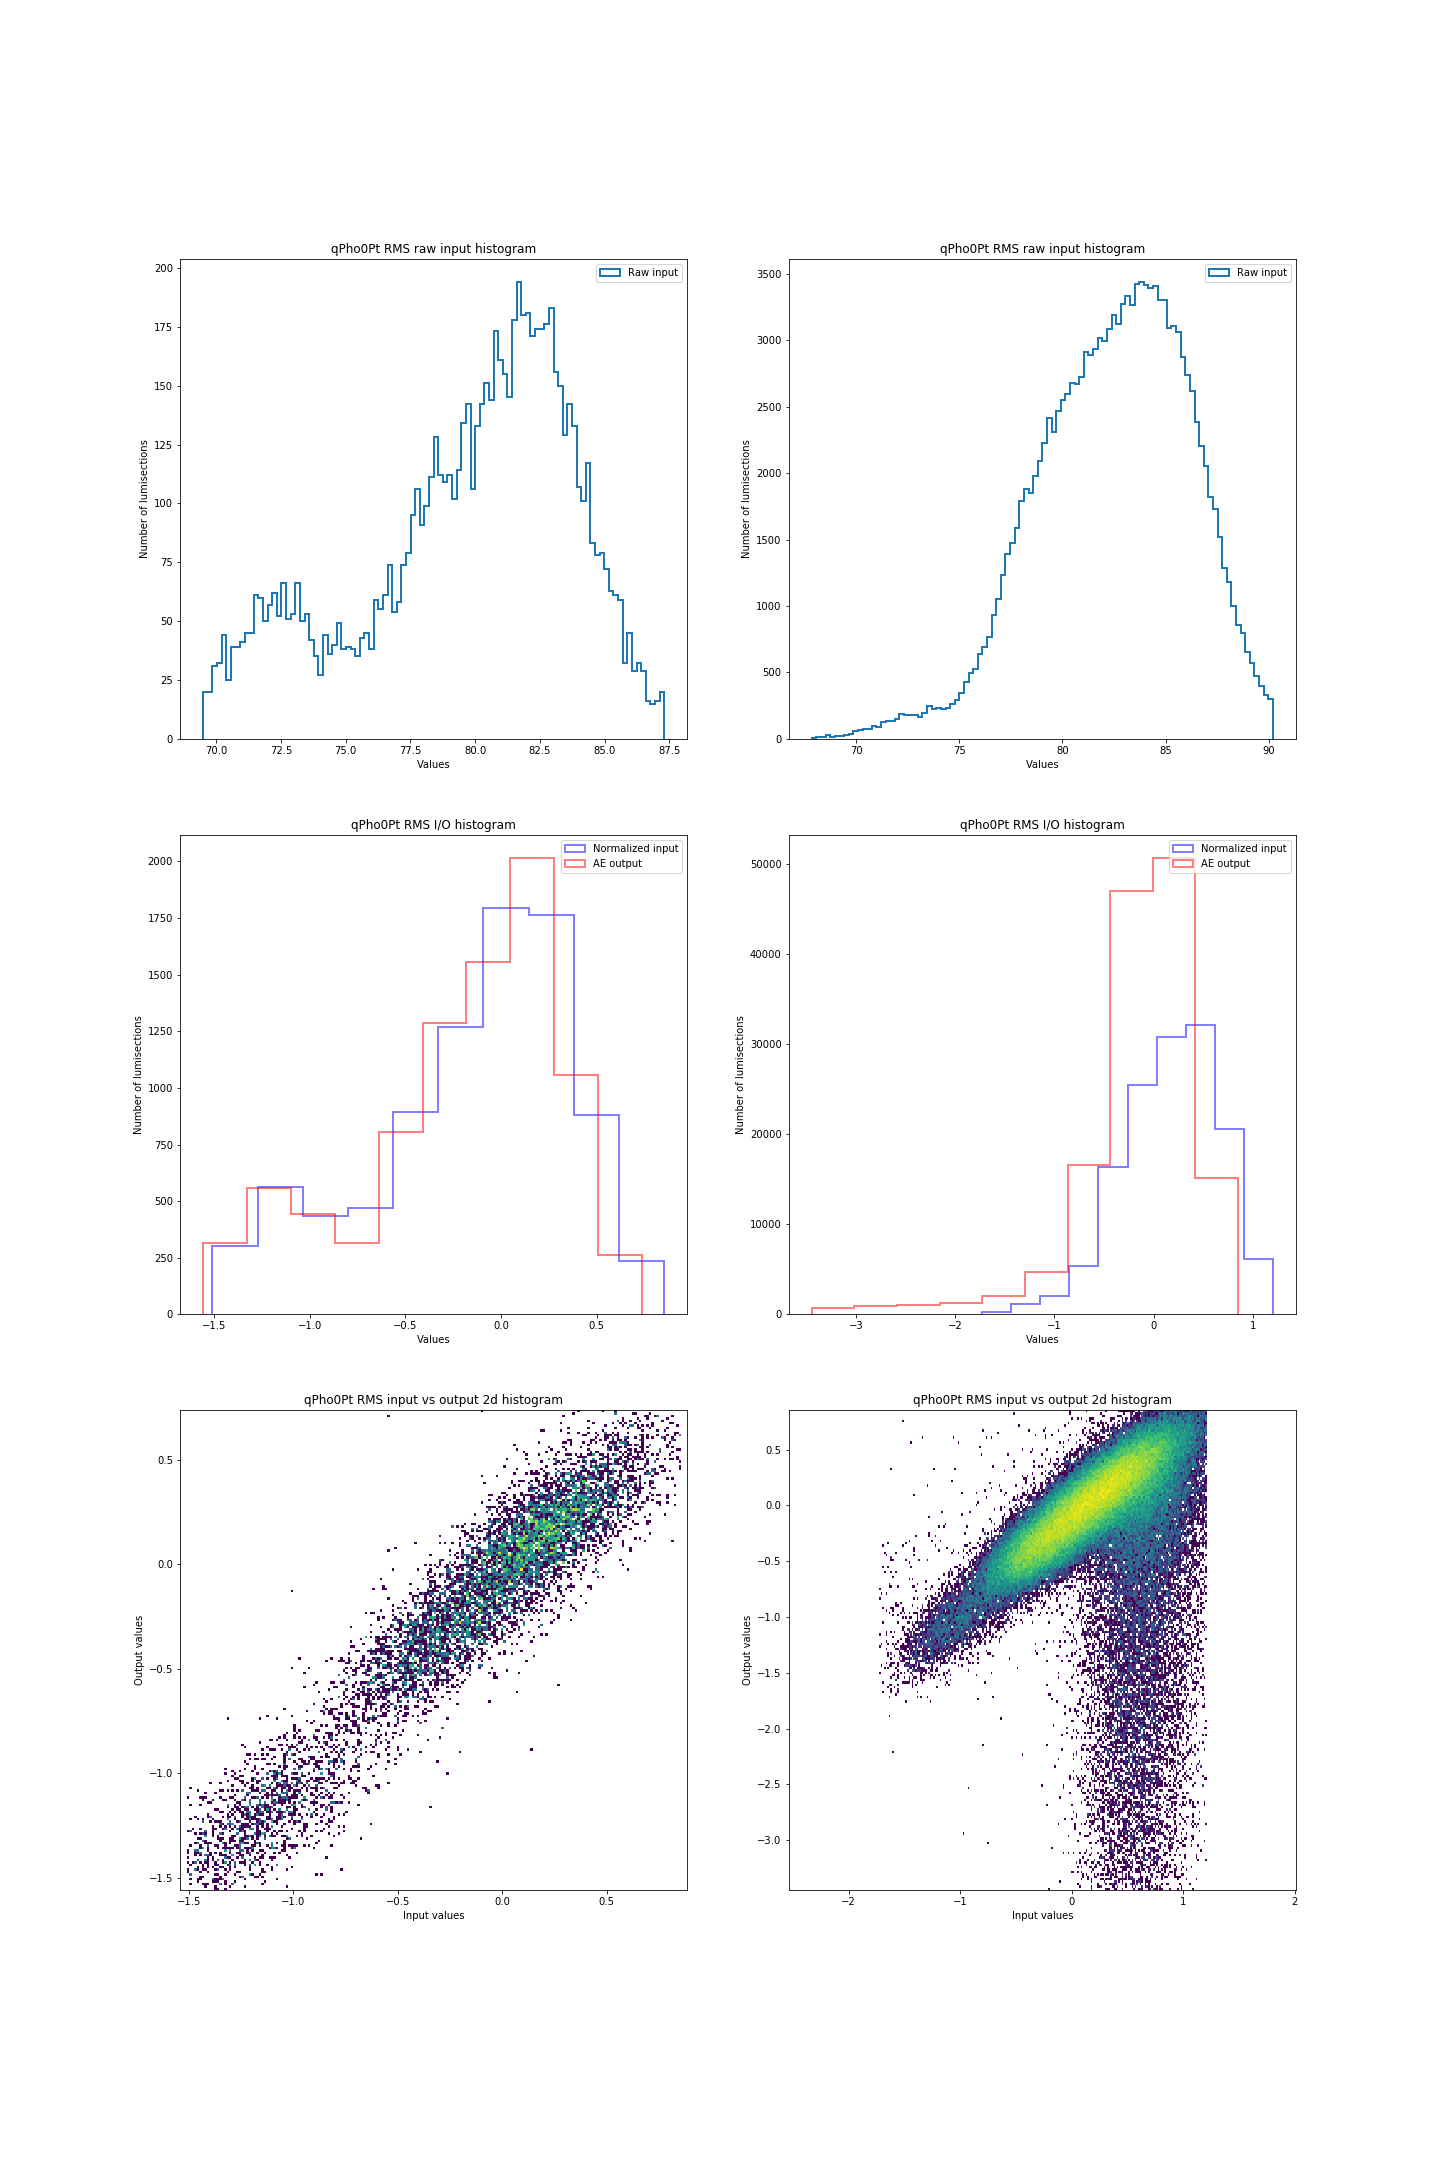 qPho0Pt RMS raw input histogram
Raw input
Number of lumisections
200
175
150
125
100
75
50
25
0
70.0 72.5 75.0 77.5 80.0 82.5 85.0 87.5
Values
qPho0Pt RMS raw input histogram
Raw input
Number of lumisections
3500
3000
2500
2000
1500
1000
500
0
70 75 80 85 90
Values
qPho0Pt RMS I/O histogram
Normalized input
AE output
Number of lumisections
2000
1750
1500
1250
1000
750
500
250
0
−1.5 −1.0 −0.5 0.0 0.5
Values
qPho0Pt RMS I/O histogram
Normalized input
AE output
Number of lumisections
50000
40000
30000
20000
10000
0
−3 −2 −1 0 1
Values
qPho0Pt RMS input vs output 2d histogram
Output values
0.5
0.0
−0.5
−1.0
−1.5
−1.5 −1.0 −0.5 0.0 0.5
Input values
qPho0Pt RMS input vs output 2d histogram
Output values
0.5
0.0
−0.5
−1.0
−1.5
−2.0
−2.5
−3.0
−2 −1 0 1 2
Input values